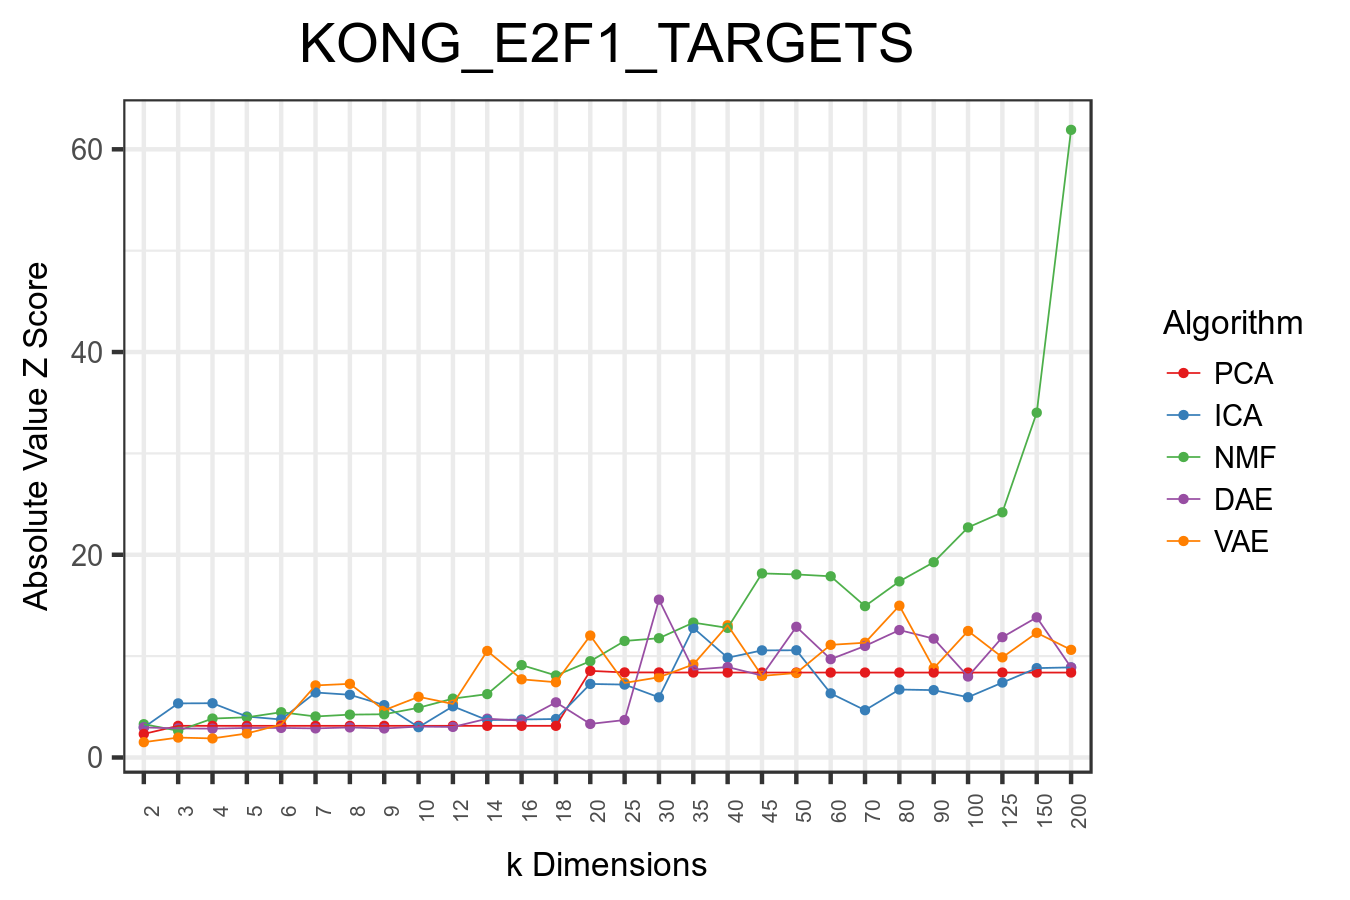 KONG_E2F1_TARGETS
Absolute Value Z Score
60
40
20
0
2 3 4 5 6 7 8 9 10 12 14 16 18 20 25 30 35 40 45 50 60 70 80 90 100 125 150 200
k Dimensions
Algorithm
PCA
ICA
NMF
DAE
VAE